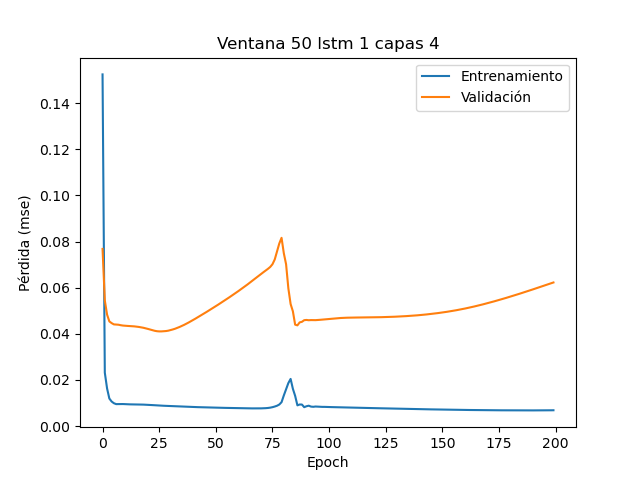 Ventana 50 lstm 1 capas 4
Entrenamiento
Validación
Pérdida (mse)
0.14
0.12
0.10
0.08
0.06
0.04
0.02
0.00
0 25 50 75 100 125 150 175 200
Epoch